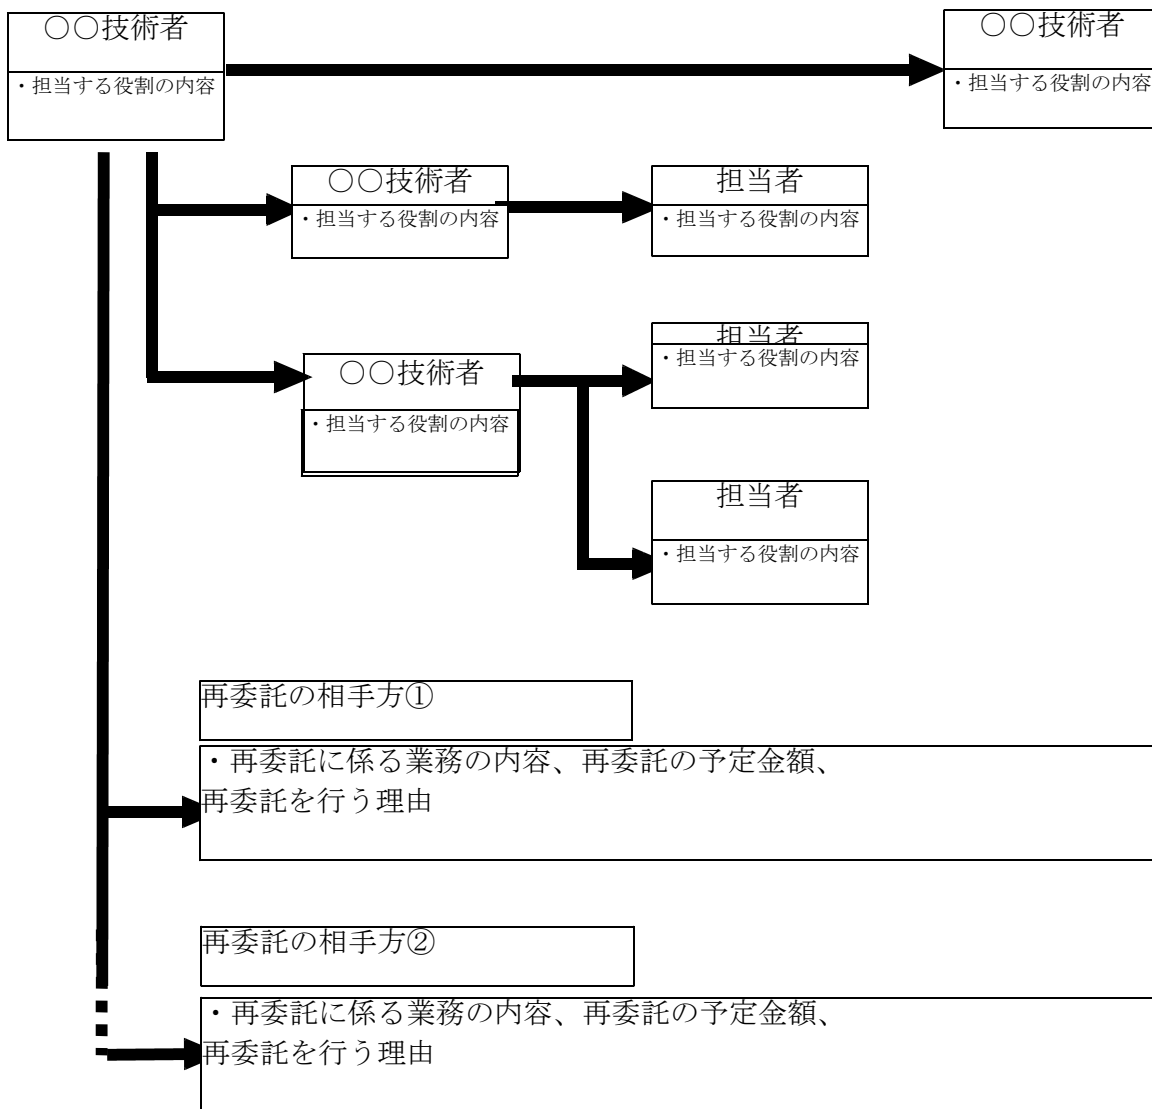 〇〇技術者
・担当する役割の内容
〇〇技術者
・担当する役割の内容
〇〇技術者
・担当する役割の内容
担当者
・担当する役割の内容
〇〇技術者
・担当する役割の内容
担当者
・担当する役割の内容
担当者
・担当する役割の内容
再委託の相手方①
・再委託に係る業務の内容、再委託の予定金額、
再委託を行う理由
再委託の相手方②
・再委託に係る業務の内容、再委託の予定金額、
再委託を行う理由